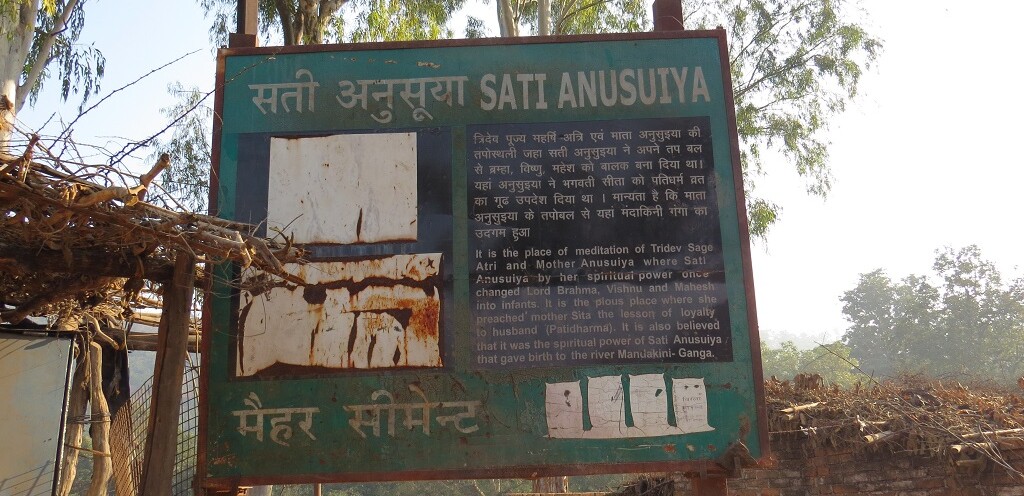 सती अनुसूया SATI ANUSUIYA
त्रिदेव पूज्य महर्षि अत्रि एवं माता अनुसुइया की
तपोस्थली जहा सती अनुसुइया ने अपने तप बल
से ब्रम्हा, विष्णु, महेश को बालक बना दिया था।
यहां अनुसुइया ने भगवती सीता को पतिधर्म व्रत
का गूढ उपदेश दिया था । मान्यता है कि माता
अनुसुइया के तपोबल से यहां मंदाकिनी गंगा का
उदगम हुआ
It is the place of meditation of Tridev Sage
Atri and Mother Anusuiya where Sati
Anusuiya by her spiritual power once
changed Lord Brahma, Vishnu and Mahesh
into infants. It is the pious place where she
preached mother Sita the lesson of loyalty
to husband (Patidharma). It is also believed
that it was the spiritual power of Sati Anusuiya
that gave birth to the river Mandakini- Ganga.
मैहर सीमेन्ट